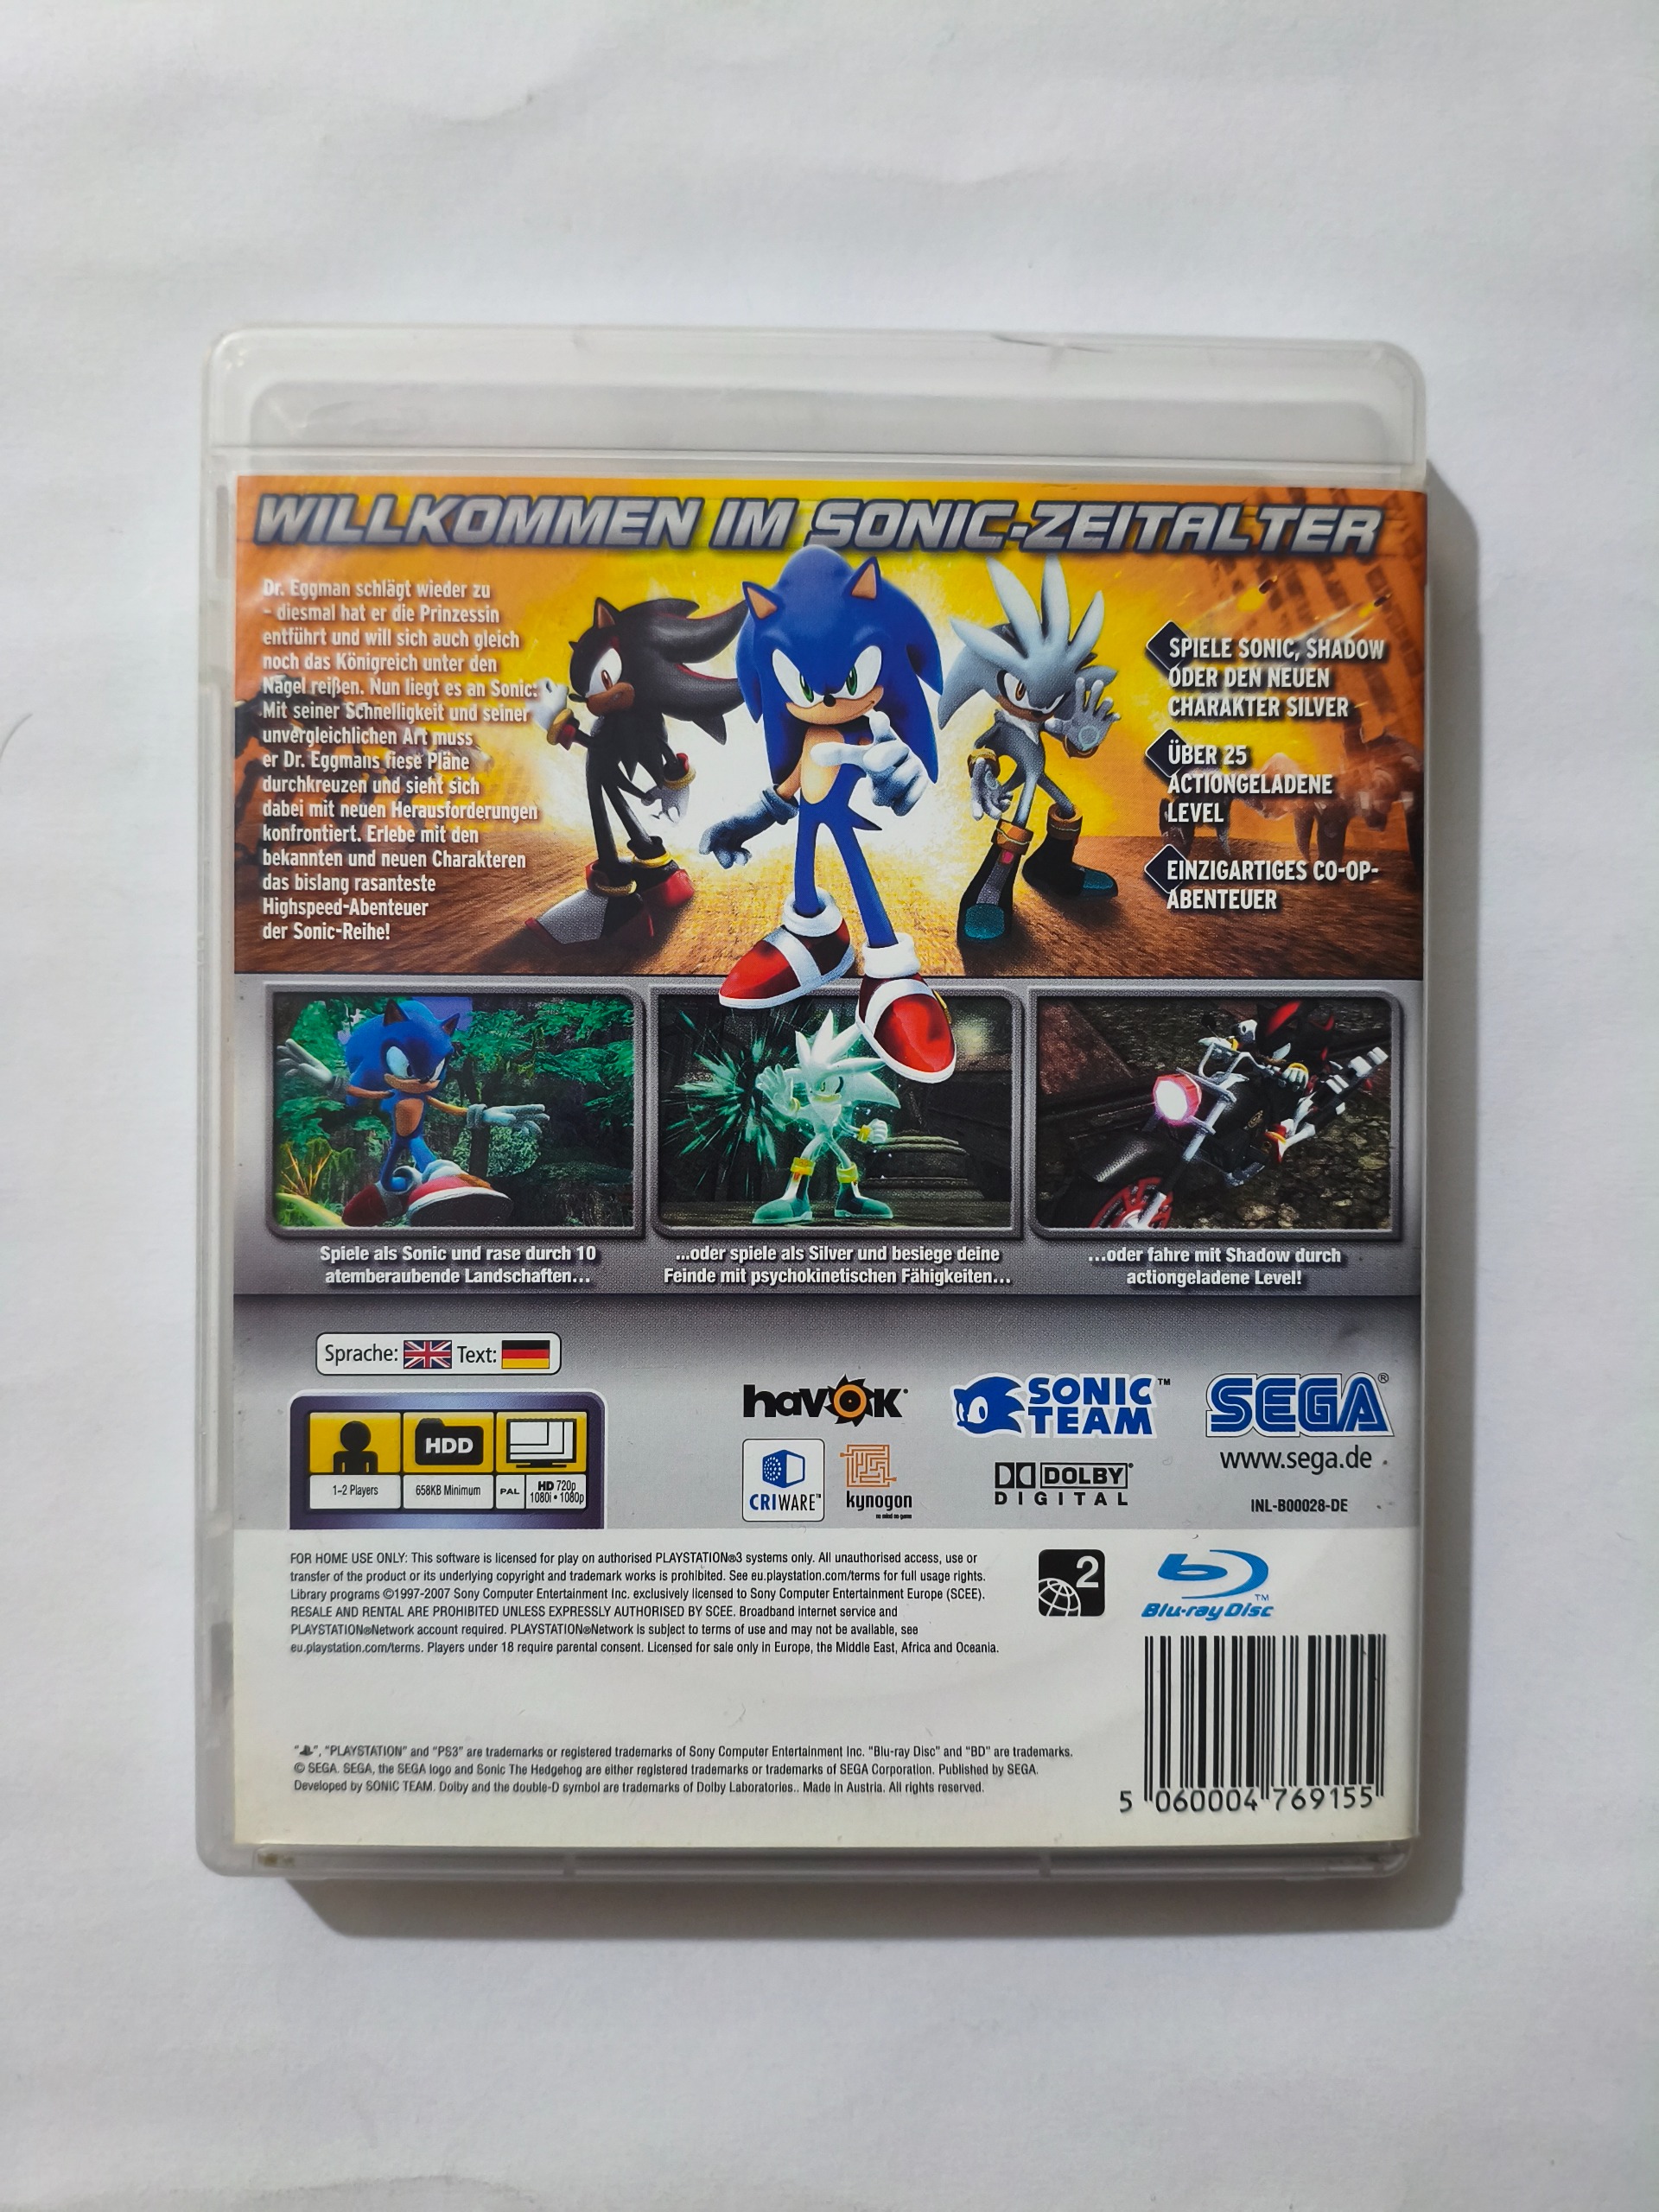 WILLKOMMEN IM SONIC-ZEITALTER
Dr. Eggman schlägt wieder zu
– diesmal hat er die Prinzessin
entführt und will sich auch gleich
noch das Königreich unter den
Nagel reißen. Nun liegt es an Sonic:
Mit seiner Schnelligkeit und seiner
unvergleichlichen Art muss
er Dr. Eggmans fiese Pläne
durchkreuzen und sieht sich
dabei mit neuen Herausforderungen
konfrontiert. Erlebe mit den
bekannten und neuen Charakteren
das bislang rasanteste
Highspeed-Abenteuer
der Sonic-Reihe!
SPIELE SONIC, SHADOW
ODER DEN NEUEN
CHARAKTER SILVER
ÜBER 25
ACTIONGELADENE
LEVEL
EINZIGARTIGES CO-OP-
ABENTEUER
Spiele als Sonic und rase durch 10
atemberaubende Landschaften...
...oder spiele als Silver und besiege deine
Feinde mit psychokinetischen Fähigkeiten...
...oder fahre mit Shadow durch
actiongeladene Level!
Sprache: Text:
HDD
1-2 Players
658KB Minimum
PAL
HD 720p
1080i • 1080p
havok
SONIC
TEAM™
SEGA®
www.sega.de
CRIWARE™
kynogon
DOLBY®
DIGITAL
INL-B00028-DE
FOR HOME USE ONLY: This software is licensed for play on authorised PLAYSTATION®3 systems only. All unauthorised access, use or
transfer of the product or its underlying copyright and trademark works is prohibited. See eu.playstation.com/terms for full usage rights.
Library programs ©1997-2007 Sony Computer Entertainment Inc. exclusively licensed to Sony Computer Entertainment Europe (SCEE).
RESALE AND RENTAL ARE PROHIBITED UNLESS EXPRESSLY AUTHORISED BY SCEE. Broadband internet service and
PLAYSTATION®Network account required. PLAYSTATION®Network is subject to terms of use and may not be available, see
eu.playstation.com/terms. Players under 18 require parental consent. Licensed for sale only in Europe, the Middle East, Africa and Oceania.
2
Blu-ray Disc™
"", "PLAYSTATION" and "PS3" are trademarks or registered trademarks of Sony Computer Entertainment Inc. "Blu-ray Disc" and "BD" are trademarks.
© SEGA. SEGA, the SEGA logo and Sonic The Hedgehog are either registered trademarks or trademarks of SEGA Corporation. Published by SEGA.
Developed by SONIC TEAM. Dolby and the double-D symbol are trademarks of Dolby Laboratories.. Made in Austria. All rights reserved.
5 060004 769155